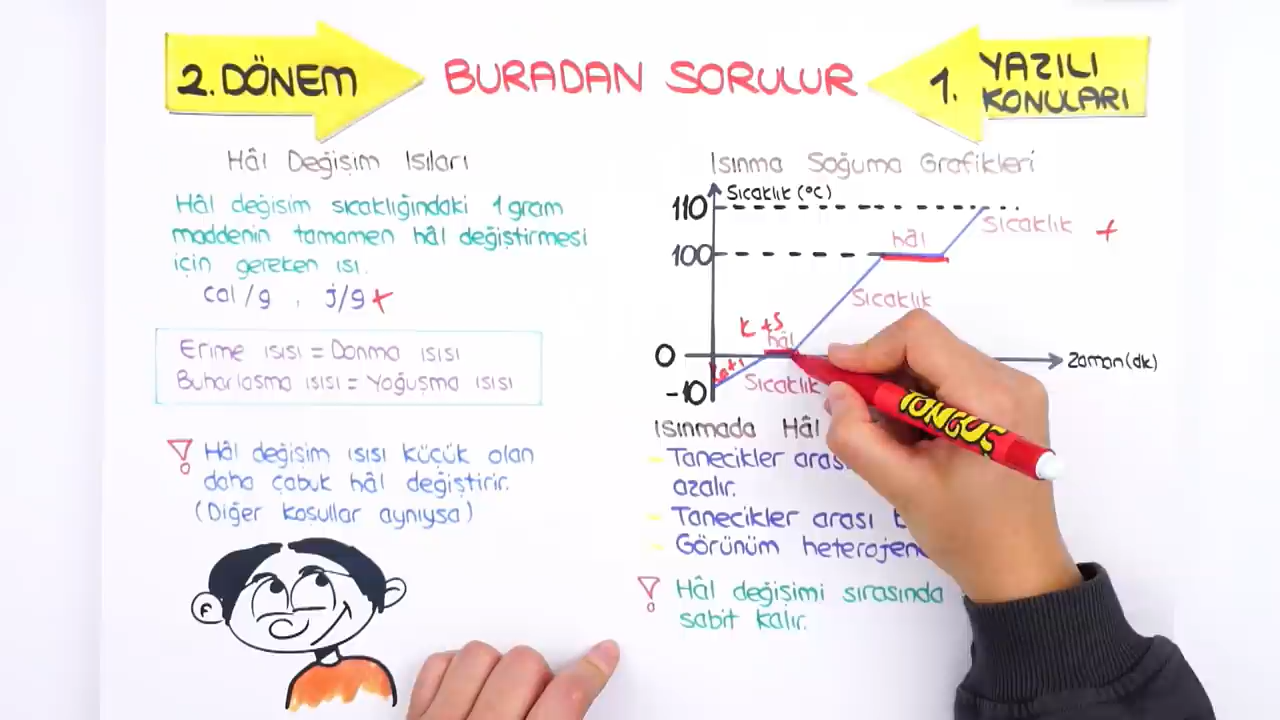 2. DÖNEM
BURADAN SORULUR
1. YAZILI
KONULARI
Hâl Değişim Isıları
Hâl değişim sıcaklığındaki 1 gram
maddenin tamamen hâl değiştirmesi
için gereken ısı.
cal/g , j/g
Erime ısısı = Donma ısısı
Buharlaşma ısısı = Yoğuşma ısısı
! Hâl değişim ısısı küçük olan
daha çabuk hâl değiştirir.
(Diğer koşullar aynıysa)
Isınma Soğuma Grafikleri
Sıcaklık (°C)
110
Sıcaklık +
hâl
100
Sıcaklık
K+S
hâl
0
Zaman (dk)
Katı
Sıcaklık
-10
Isınmada Hâl
- Tanecikler aras
azalır.
- Tanecikler arası
- Görünüm heterojend
! Hâl değişimi sırasında
sabit kalır.
TONGUÇ